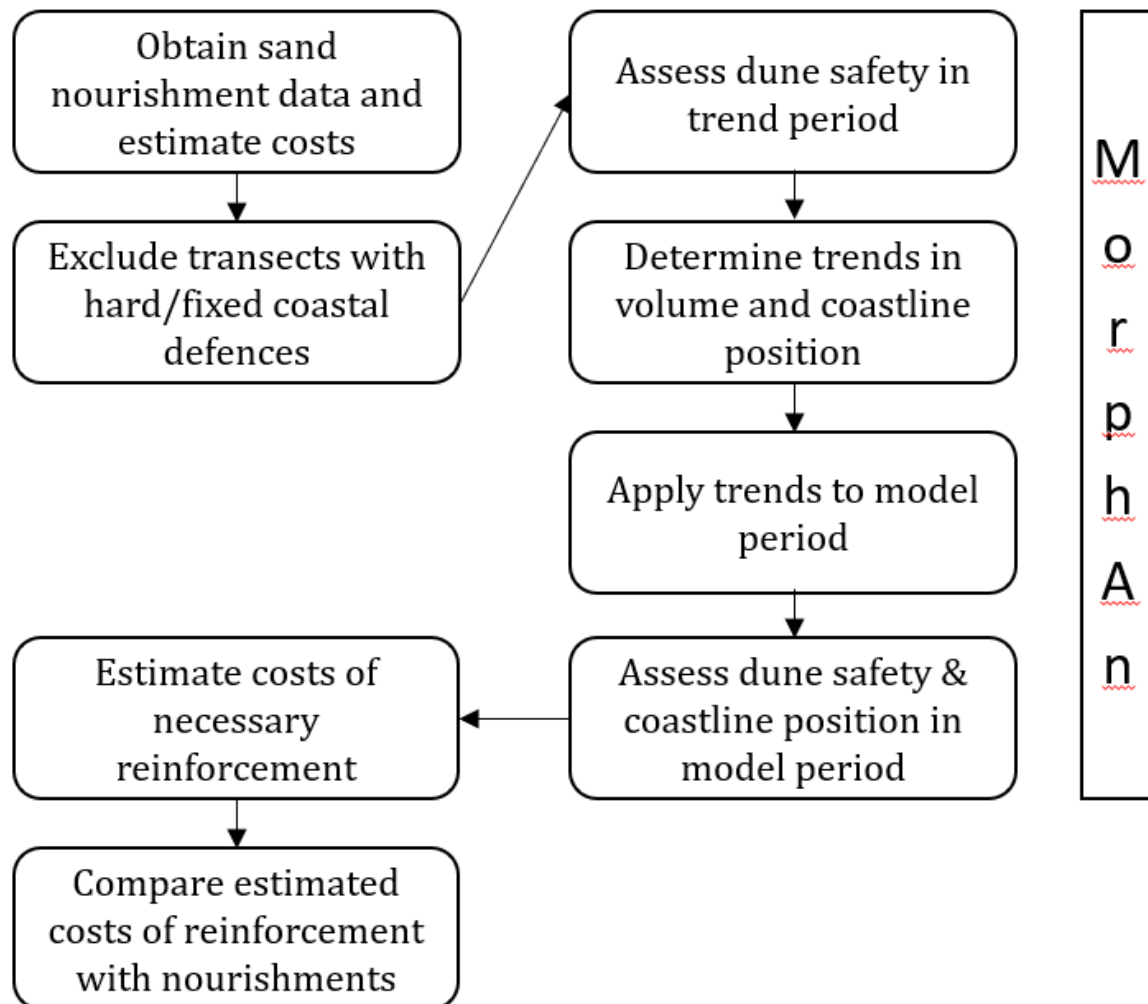 Obtain sand
nourishment data and
estimate costs
Exclude transects with
hard/fixed coastal
defences
Assess dune safety in
trend period
Determine trends in
volume and coastline
position
Apply trends to model
period
Assess dune safety &
coastline position in
model period
Estimate costs of
necessary
reinforcement
Compare estimated
costs of reinforcement
with nourishments
M
o
r
p
h
A
n